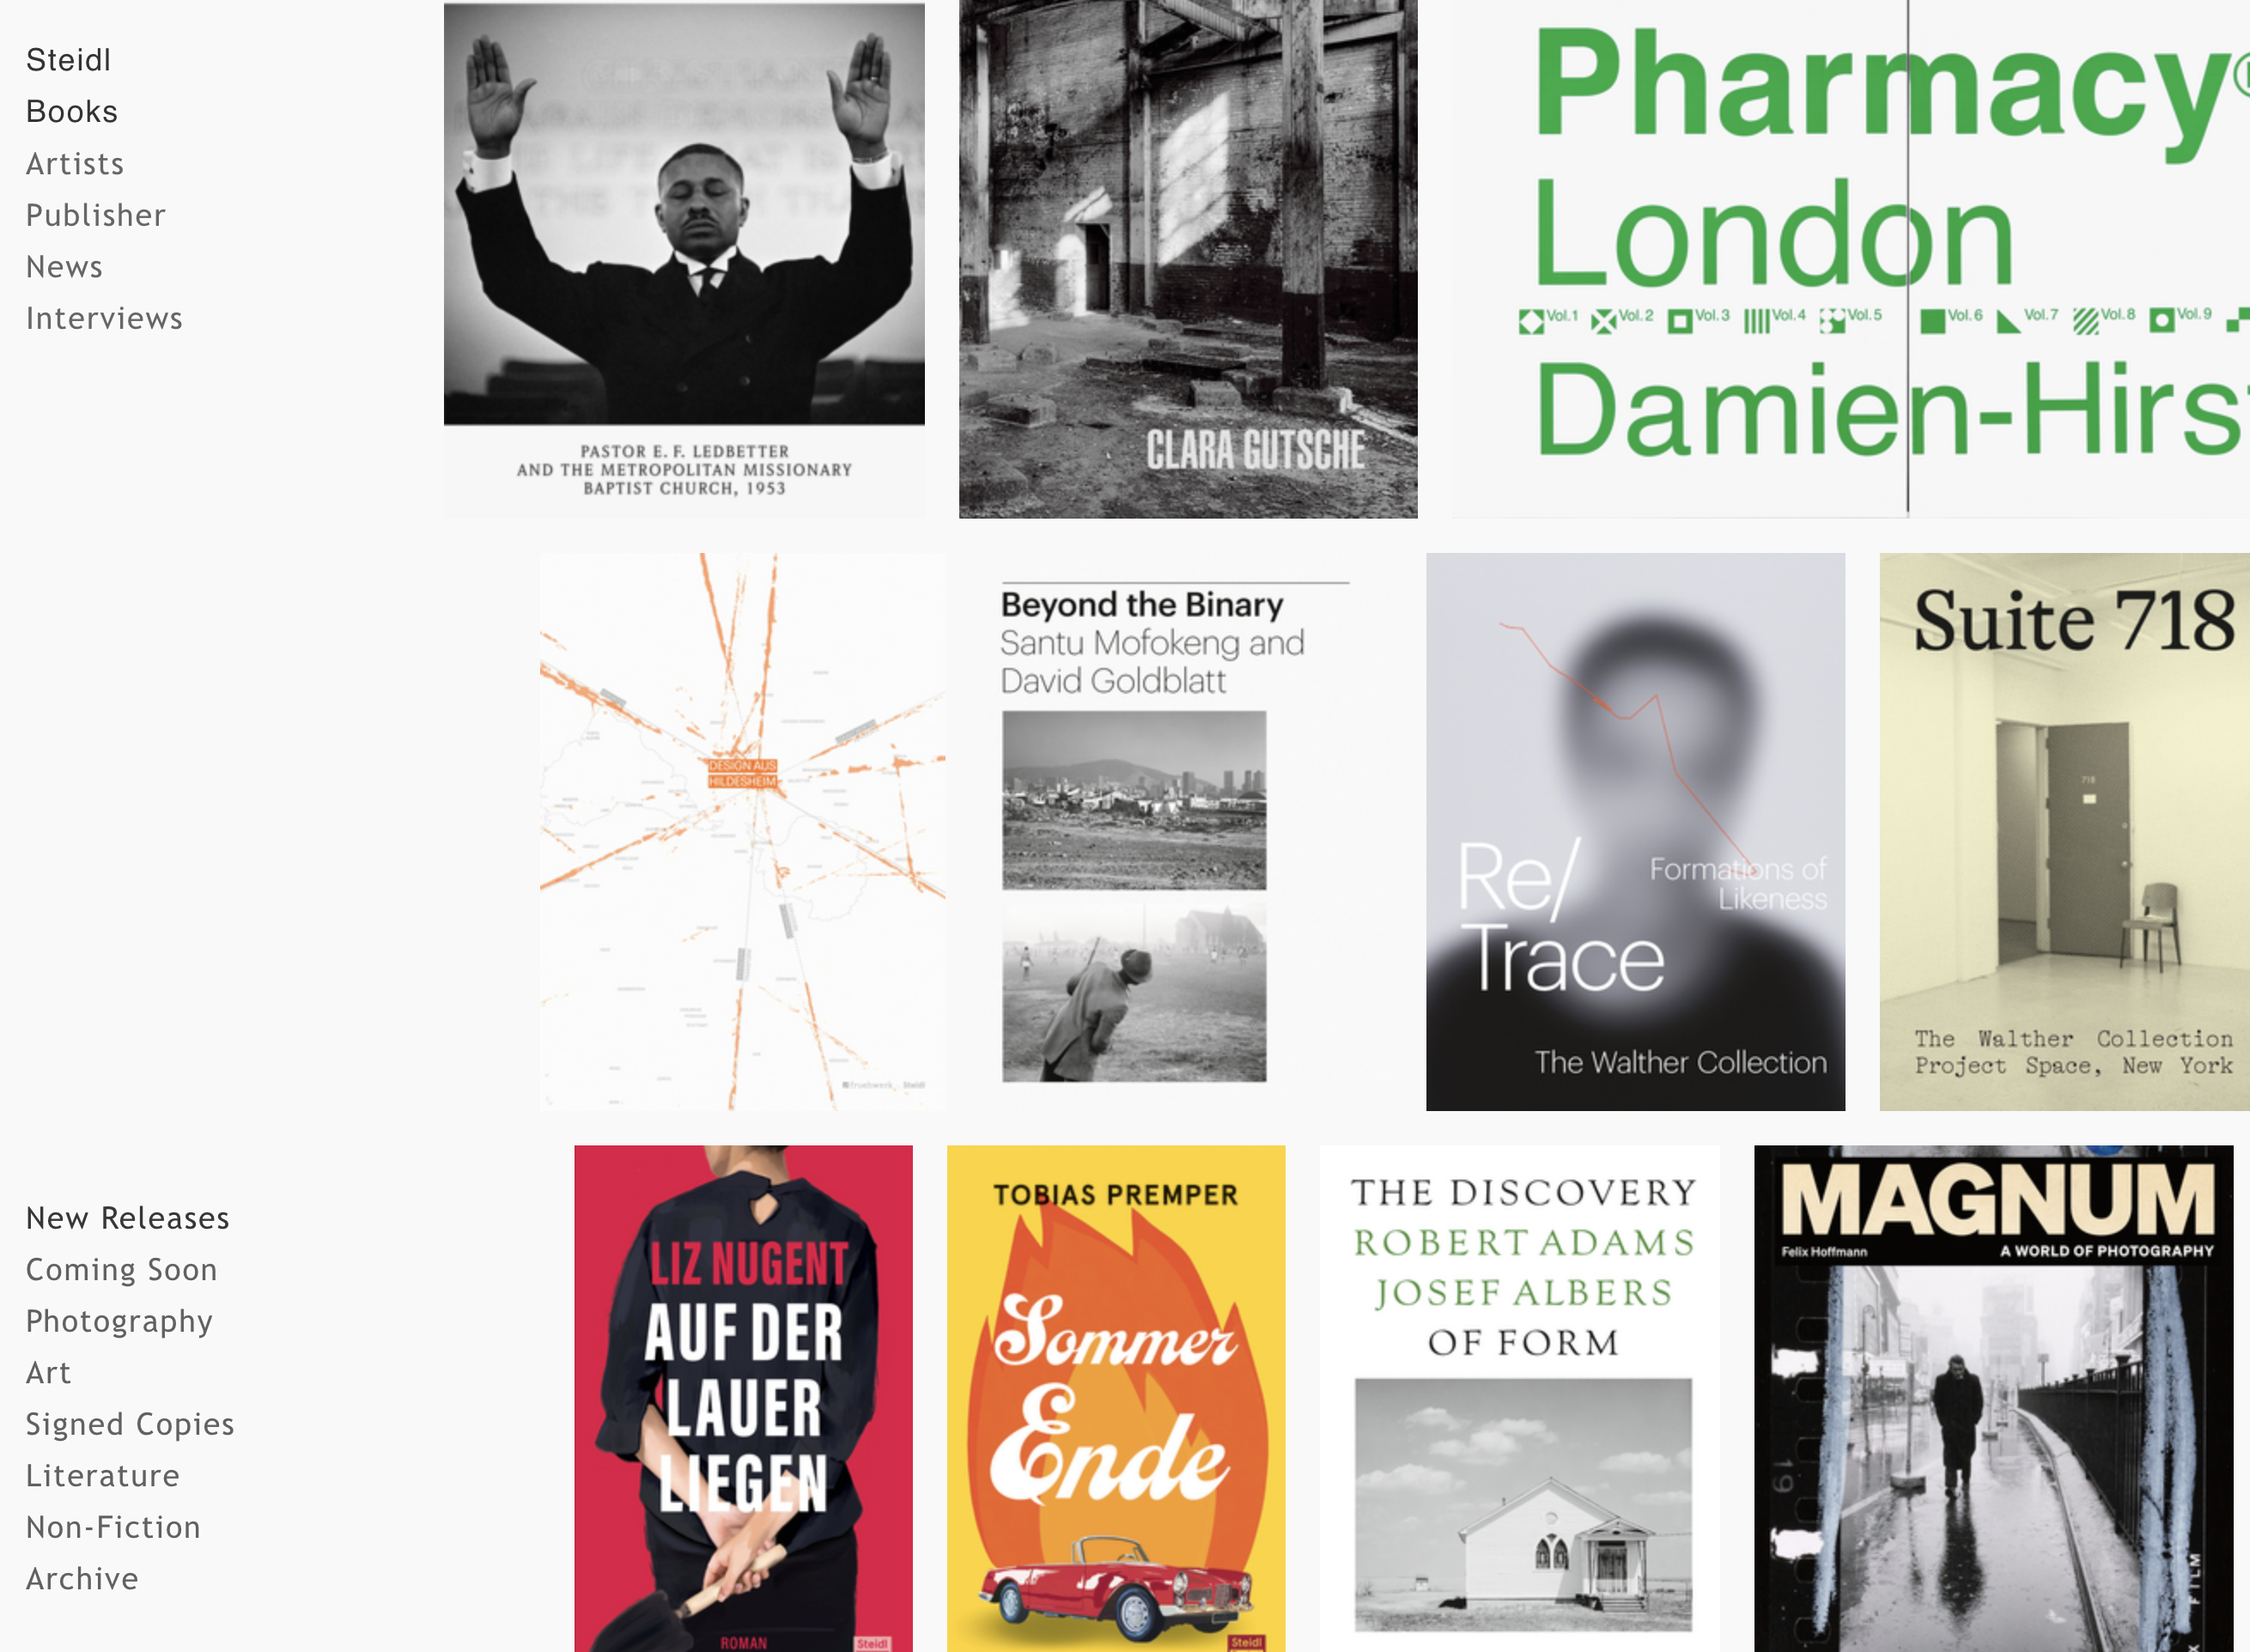 Steidl
Books
Artists
Publisher
News
Interviews
PASTOR E. F. LEDBETTER
AND THE METROPOLITAN MISSIONARY
BAPTIST CHURCH, 1953
CLARA GUTSCHE
Pharmacy®
London
Vol.1 Vol.2 Vol.3 Vol.4 Vol.5 Vol.6 Vol.7 Vol.8 Vol.9
Damien-Hirst
DESIGN AUS
HILDESHEIM
Steidl
Beyond the Binary
Santu Mofokeng and
David Goldblatt
Re/
Trace
Formations of
Likeness
The Walther Collection
Suite 718
718
The Walther Collection
Project Space, New York
New Releases
Coming Soon
Photography
Art
Signed Copies
Literature
Non-Fiction
Archive
LIZ NUGENT
AUF DER
LAUER
LIEGEN
ROMAN
Steidl
TOBIAS PREMPER
Sommer
Ende
Steidl
THE DISCOVERY
ROBERT ADAMS
JOSEF ALBERS
OF FORM
MAGNUM
Felix Hoffmann
A WORLD OF PHOTOGRAPHY
FILM